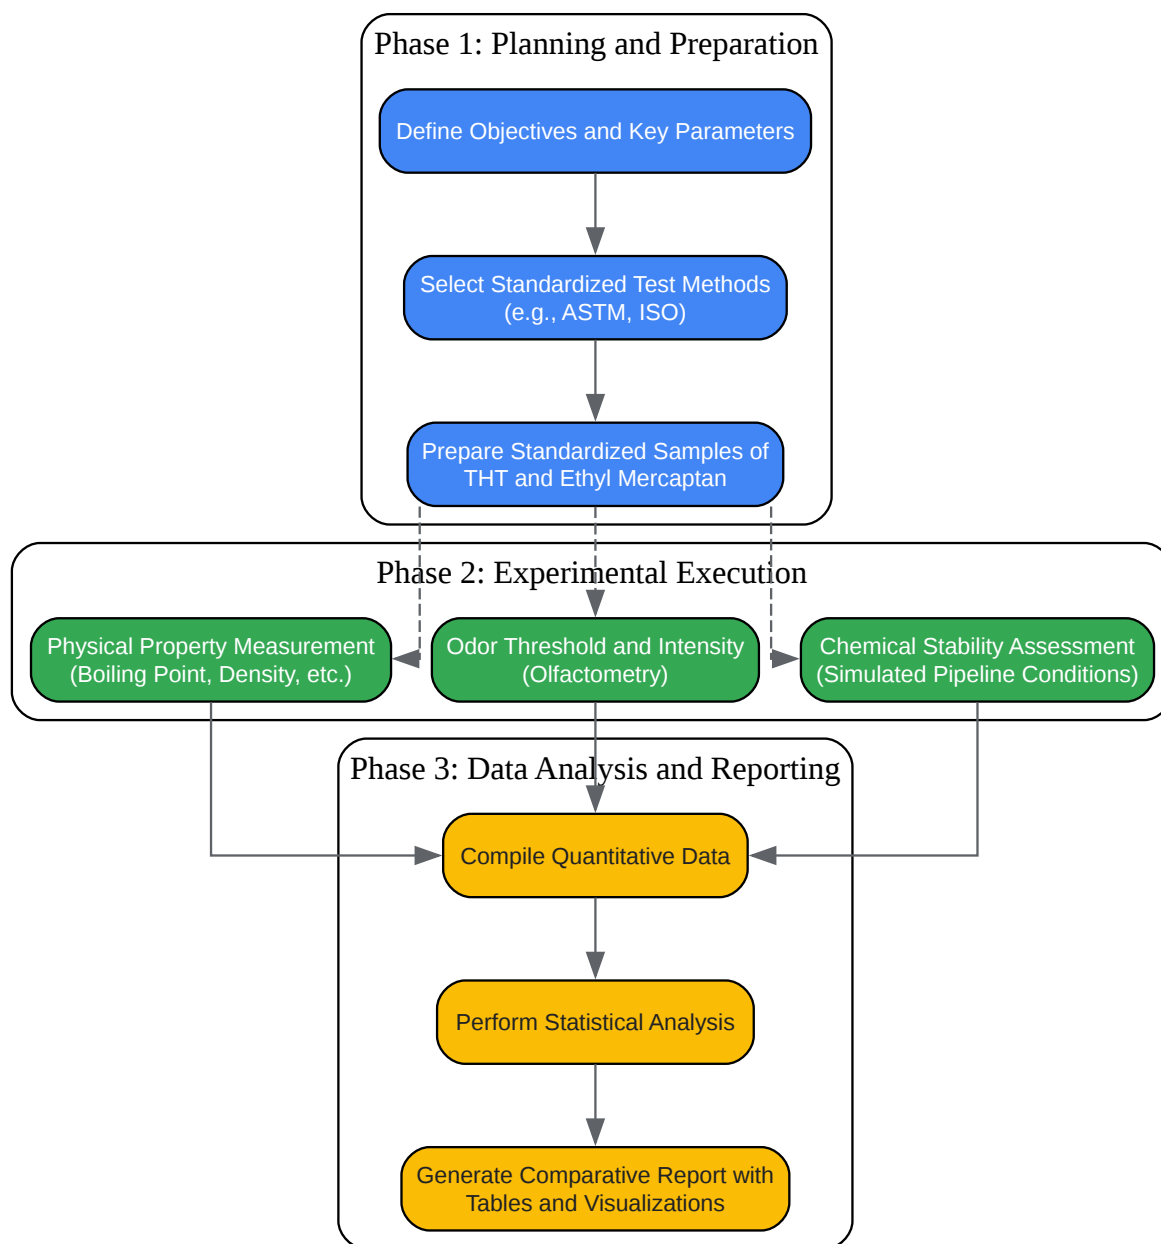 Phase 1: Planning and Preparation
Define Objectives and Key Parameters
Select Standardized Test Methods
(e.g., ASTM, ISO)
Prepare Standardized Samples of
THT and Ethyl Mercaptan
Phase 2: Experimental Execution
Physical Property Measurement
(Boiling Point, Density, etc.)
Odor Threshold and Intensity
(Olfactometry)
Chemical Stability Assessment
(Simulated Pipeline Conditions)
Phase 3: Data Analysis and Reporting
Compile Quantitative Data
Perform Statistical Analysis
Generate Comparative Report with
Tables and Visualizations